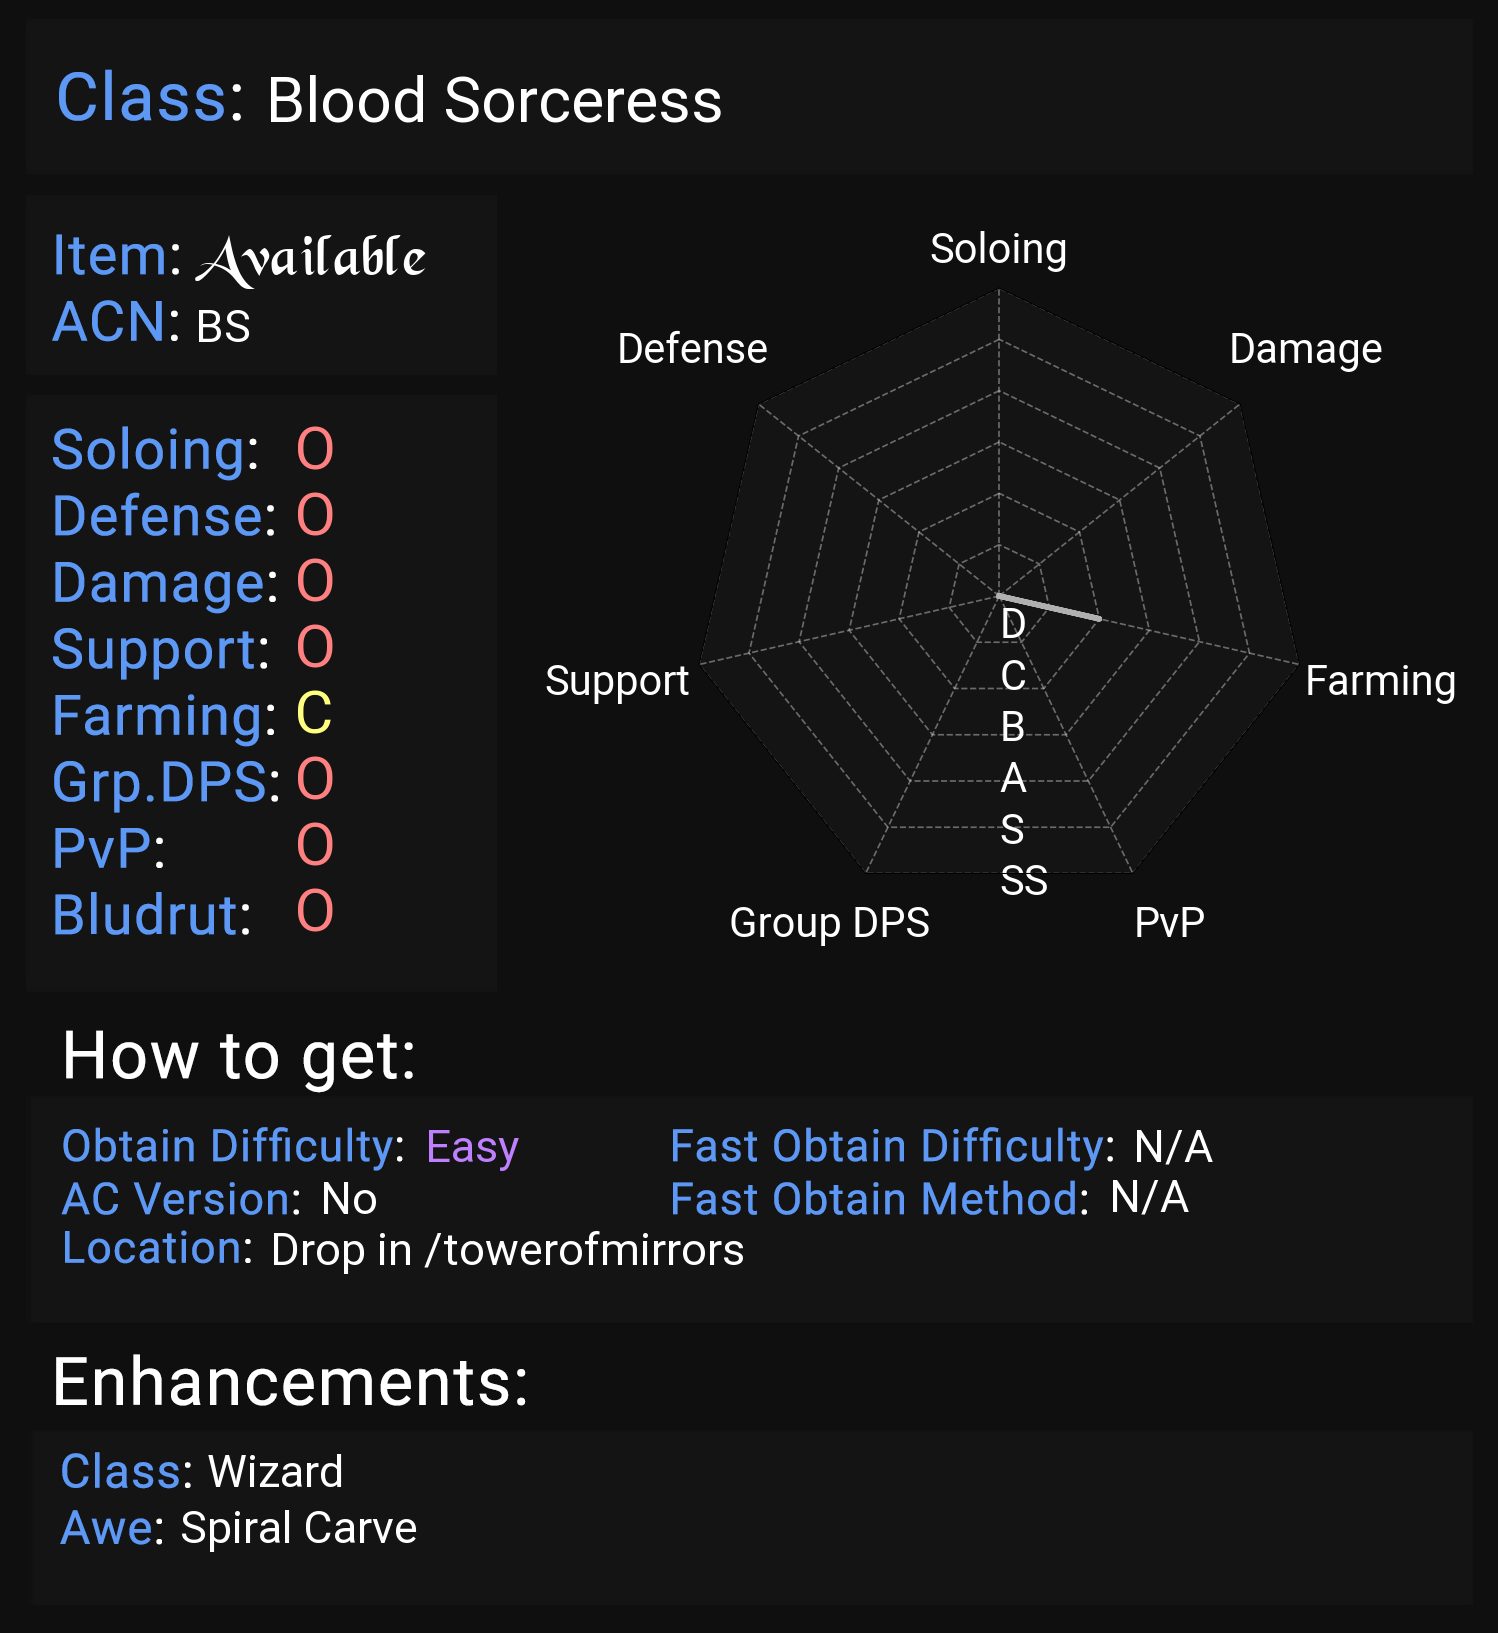 Class: Blood Sorceress
Item: Available
ACN: BS
Soloing: O
Defense: O
Damage: O
Support: O
Farming: C
Grp.DPS: O
PvP: O
Bludrut: O
Soloing
Defense
Damage
Support
Farming
D
C
B
A
S
SS
Group DPS
PvP
How to get:
Obtain Difficulty: Easy
AC Version: No
Location: Drop in /towerofmirrors
Fast Obtain Difficulty: N/A
Fast Obtain Method: N/A
Enhancements:
Class: Wizard
Awe: Spiral Carve